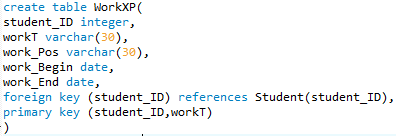 create table WorkXP(
student_ID integer,
workT varchar(30),
work_Pos varchar(30),
work_Begin date,
work_End date,
foreign key (student_ID) references Student(student_ID),
primary key (student_ID,workT)
)